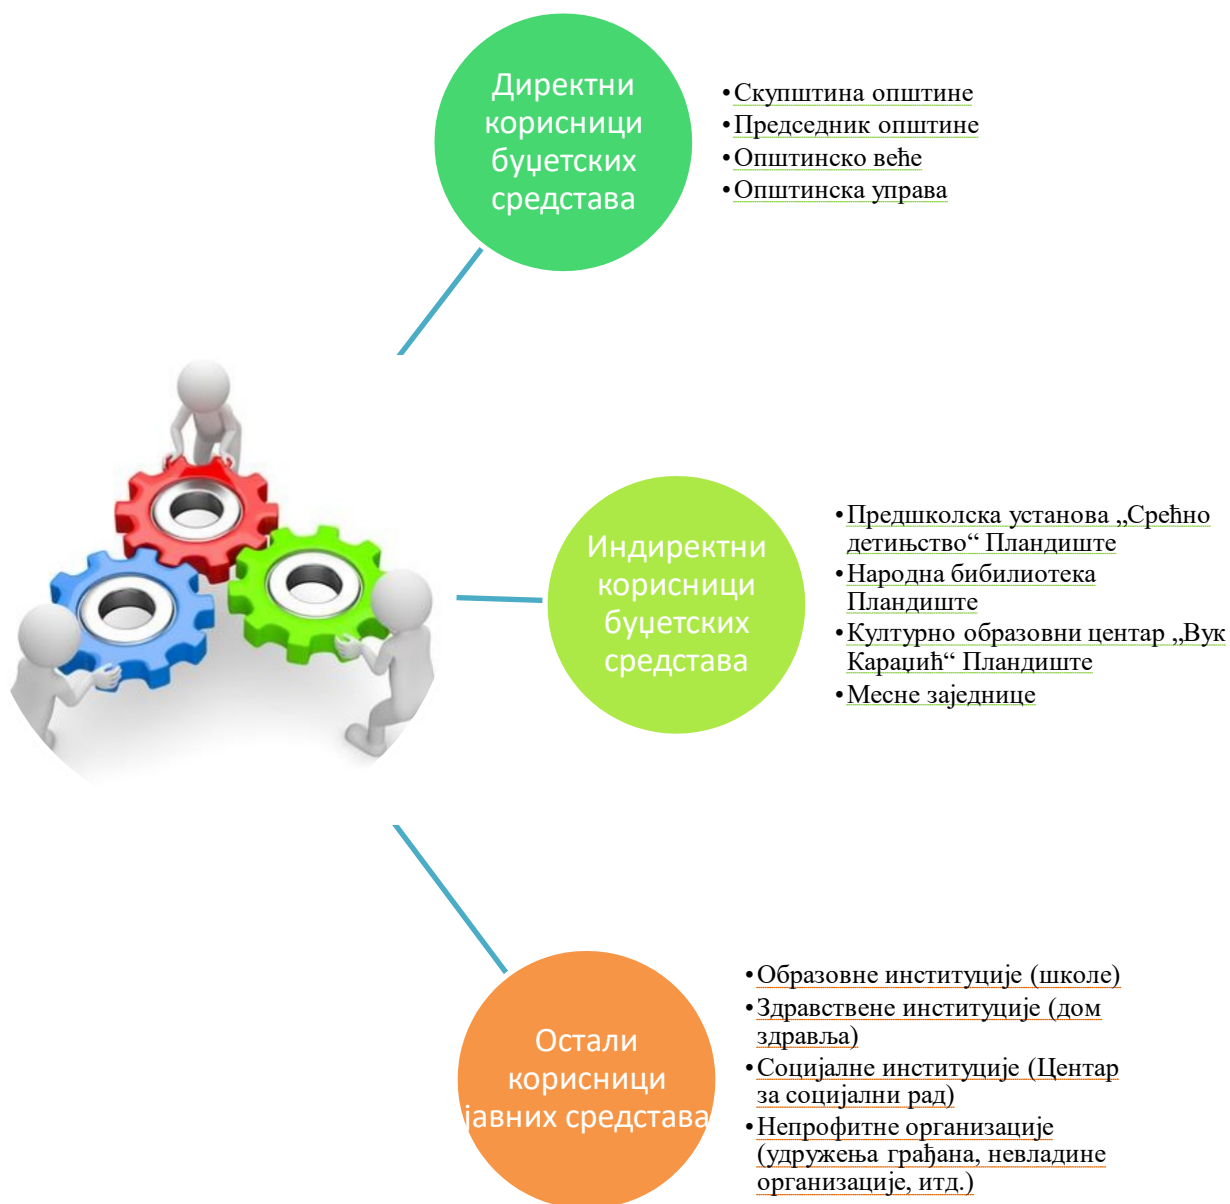 Директни
корисници
буџетских
средстава
•Скупштина општине
•Председник општине
•Општинско веће
•Општинска управа
Индиректни
корисници
буџетских
средстава
•Предшколска установа „Срећно
детињство“ Пландиште
•Народна бибилиотека
Пландиште
•Културно образовни центар „Вук
Караџић“ Пландиште
•Месне заједнице
Остали
корисници
јавних средстава
•Образовне институције (школе)
•Здравствене институције (дом
здравља)
•Социјалне институције (Центар
за социјални рад)
•Непрофитне организације
(удружења грађана, невладине
организације, итд.)